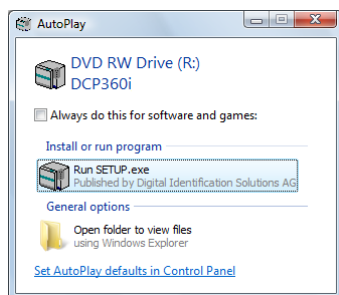 AutoPlay
DVD RW Drive (R:)
DCP360i
Always do this for software and games:
Install or run program
Run SETUP.exe
Published by Digital Identification Solutions AG
General options
Open folder to view files
using Windows Explorer
Set AutoPlay defaults in Control Panel